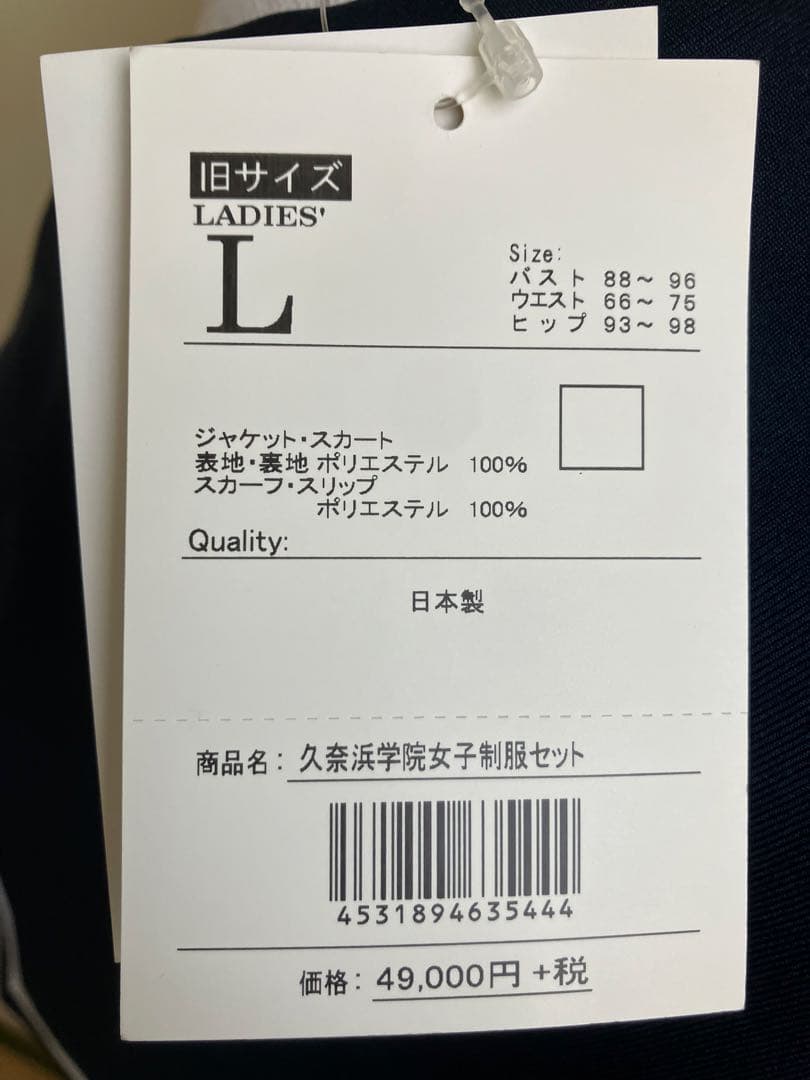 旧サイズ
LADIES'
L
Size:
バスト 88～ 96
ウエスト 66～ 75
ヒップ 93～ 98
ジャケット・スカート
表地・裏地 ポリエステル 100%
スカーフ・スリップ
ポリエステル 100%
Quality:
日本製
商品名： 久奈浜学院女子制服セット
4531894635444
価格： 49,000円 +税